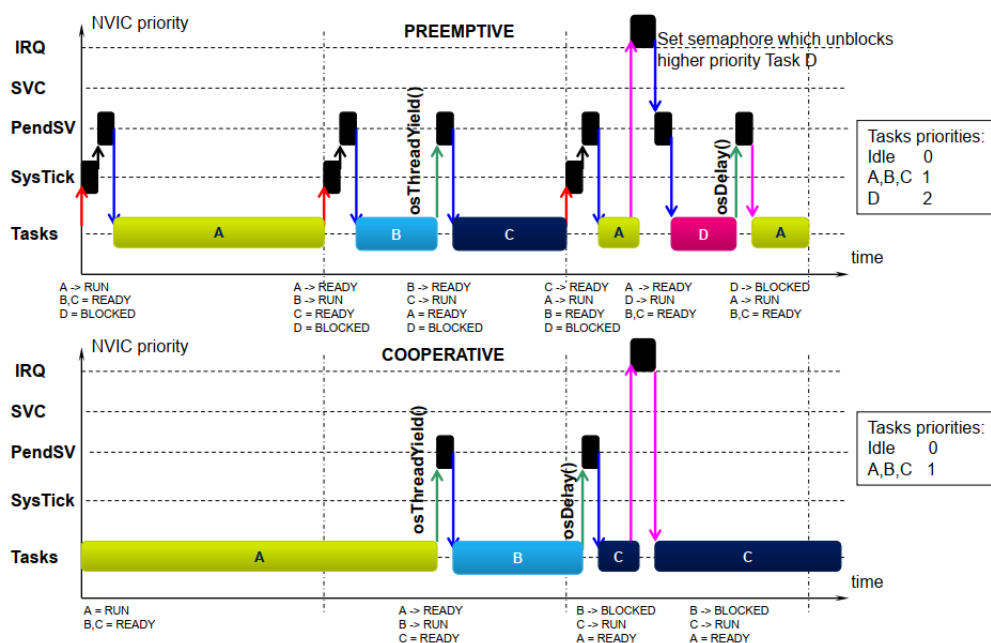 NVIC priority
PREEMPTIVE
IRQ
Set semaphore which unblocks
higher priority Task D
SVC
osThreadYield()
osDelay()
PendSV
SysTick
Tasks
A
B
C
A
D
A
time
Tasks priorities:
Idle 0
A,B,C 1
D 2
A -> RUN
B,C = READY
D = BLOCKED
A -> READY
B -> RUN
C = READY
D = BLOCKED
B -> READY
C -> RUN
A = READY
D = BLOCKED
C -> READY
A -> RUN
B = READY
D = BLOCKED
A -> READY
D -> RUN
B,C = READY
D -> BLOCKED
A -> RUN
B,C = READY
NVIC priority
COOPERATIVE
IRQ
SVC
osThreadYield()
osDelay()
PendSV
SysTick
Tasks
A
B
C
C
time
Tasks priorities:
Idle 0
A,B,C 1
A = RUN
B,C = READY
A -> READY
B -> RUN
C = READY
B -> BLOCKED
C -> RUN
A = READY
B -> BLOCKED
C -> RUN
A = READY